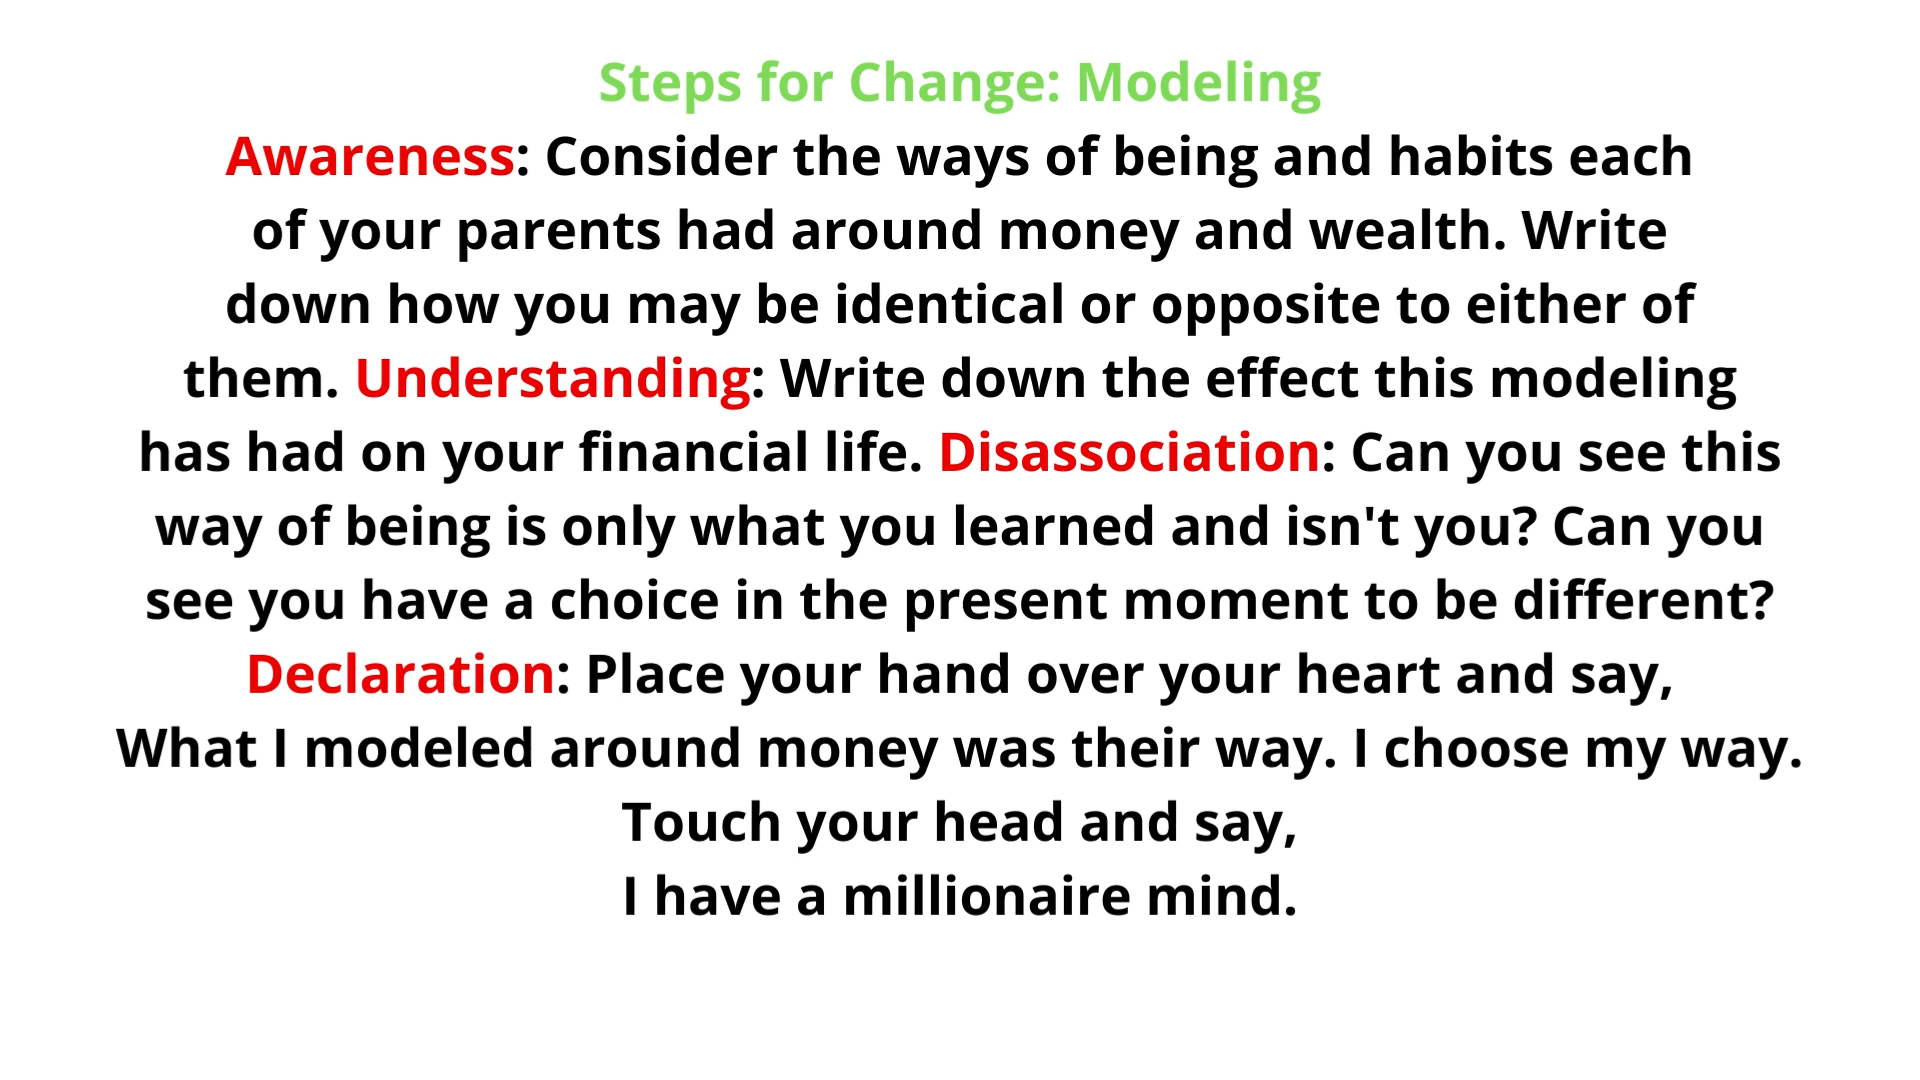 Steps for Change: Modeling
Awareness: Consider the ways of being and habits each
of your parents had around money and wealth. Write
down how you may be identical or opposite to either of
them. Understanding: Write down the effect this modeling
has had on your financial life. Disassociation: Can you see this
way of being is only what you learned and isn't you? Can you
see you have a choice in the present moment to be different?
Declaration: Place your hand over your heart and say,
What I modeled around money was their way. I choose my way.
Touch your head and say,
I have a millionaire mind.